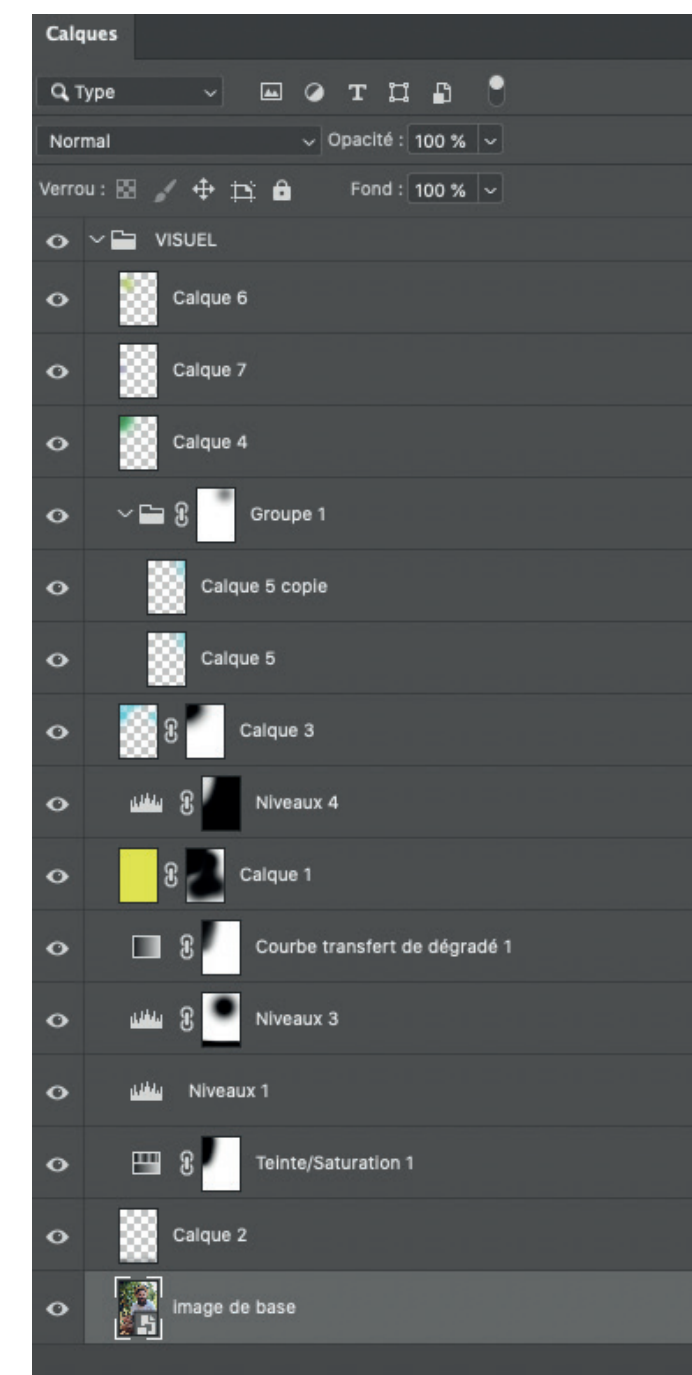 Calques
Type
Normal Opacité : 100 %
Verrou : Fond : 100 %
VISUEL
Calque 6
Calque 7
Calque 4
Groupe 1
Calque 5 copie
Calque 5
Calque 3
Niveaux 4
Calque 1
Courbe transfert de dégradé 1
Niveaux 3
Niveaux 1
Teinte/Saturation 1
Calque 2
image de base